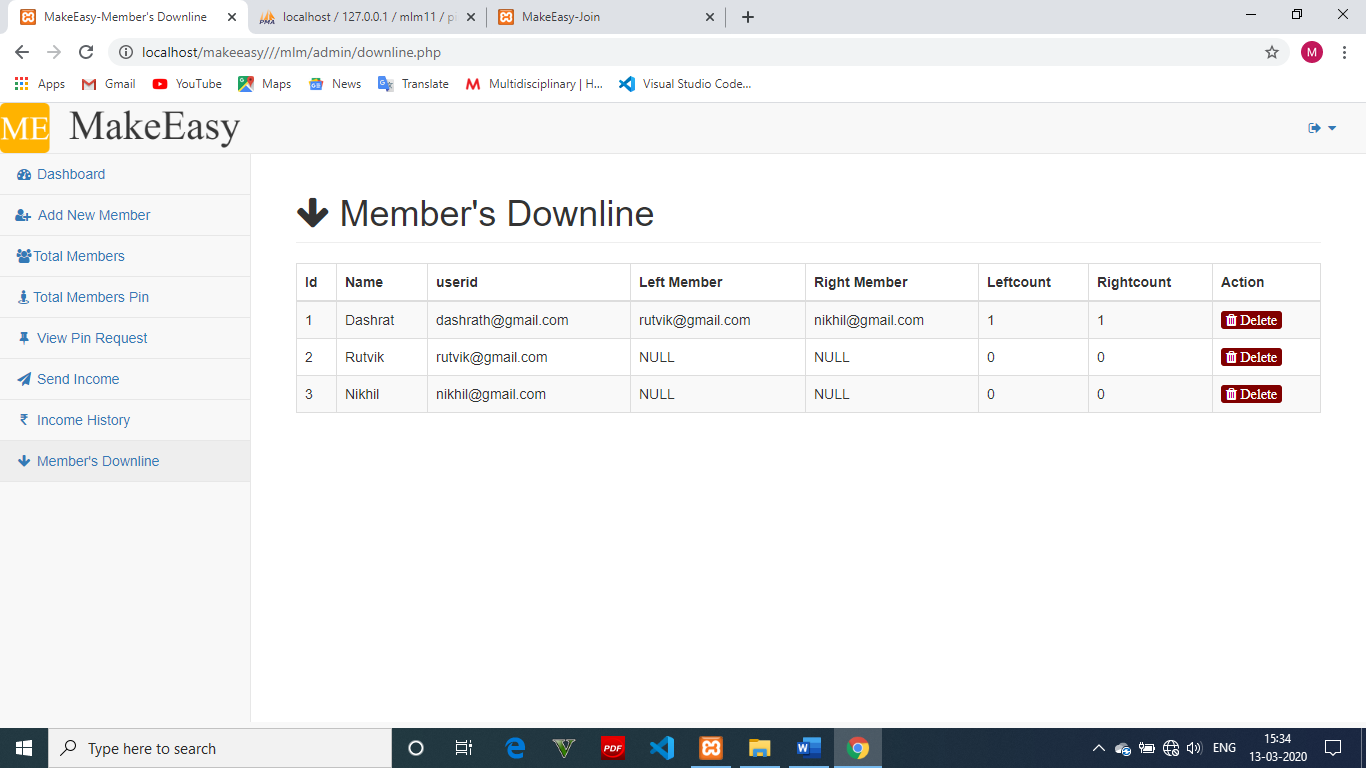 MakeEasy-Member's Downline
localhost / 127.0.0.1 / mlm11 / p
MakeEasy-Join
localhost/makeeasy///mlm/admin/downline.php
M
Apps Gmail YouTube Maps News Translate Multidisciplinary | H... Visual Studio Code...
ME MakeEasy
Dashboard
Add New Member
Total Members
Total Members Pin
View Pin Request
Send Income
₹ Income History
Member's Downline
Member's Downline
Id Name userid Left Member Right Member Leftcount Rightcount Action
1 Dashrat dashrath@gmail.com rutvik@gmail.com nikhil@gmail.com 1 1 Delete
2 Rutvik rutvik@gmail.com NULL NULL 0 0 Delete
3 Nikhil nikhil@gmail.com NULL NULL 0 0 Delete
Type here to search
PDF
ENG
15:34
13-03-2020